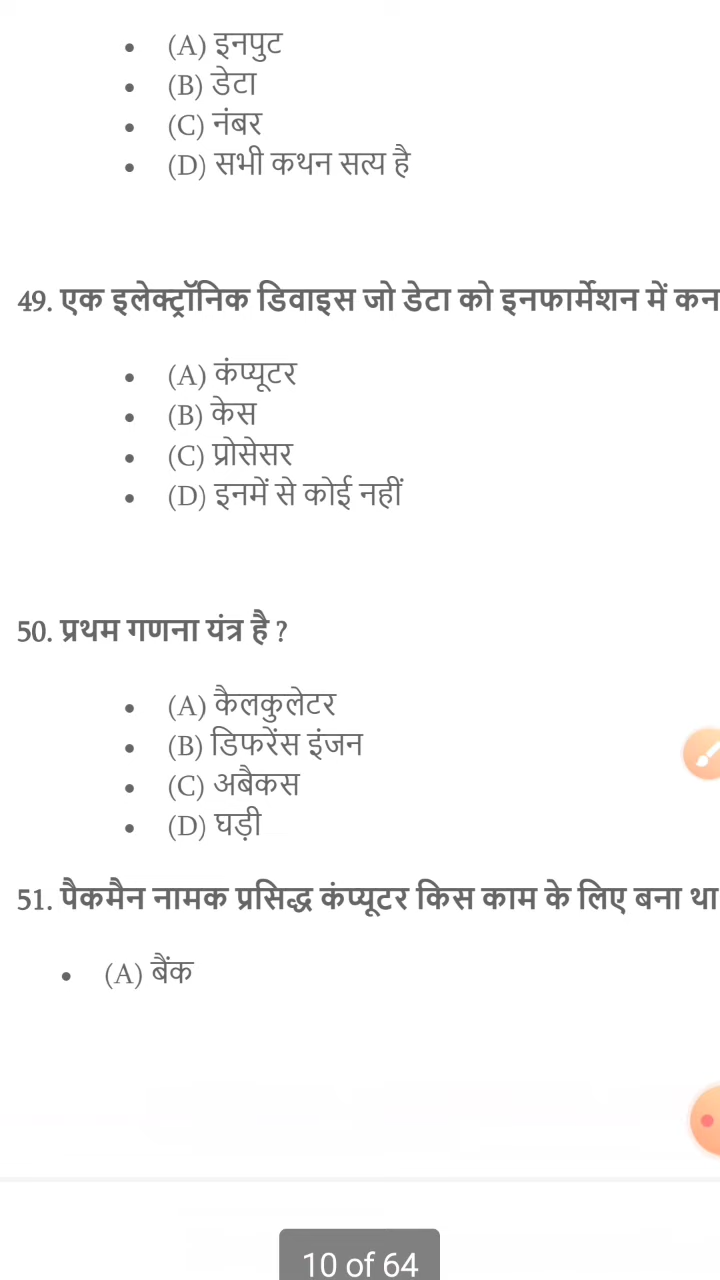 • (A) इनपुट
• (B) डेटा
• (C) नंबर
• (D) सभी कथन सत्य है
49. एक इलेक्ट्रॉनिक डिवाइस जो डेटा को इनफार्मेशन में कन
• (A) कंप्यूटर
• (B) केस
• (C) प्रोसेसर
• (D) इनमें से कोई नहीं
50. प्रथम गणना यंत्र है ?
• (A) कैलकुलेटर
• (B) डिफरेंस इंजन
• (C) अबैकस
• (D) घड़ी
51. पैकमैन नामक प्रसिद्ध कंप्यूटर किस काम के लिए बना था
• (A) बैंक
10 of 64